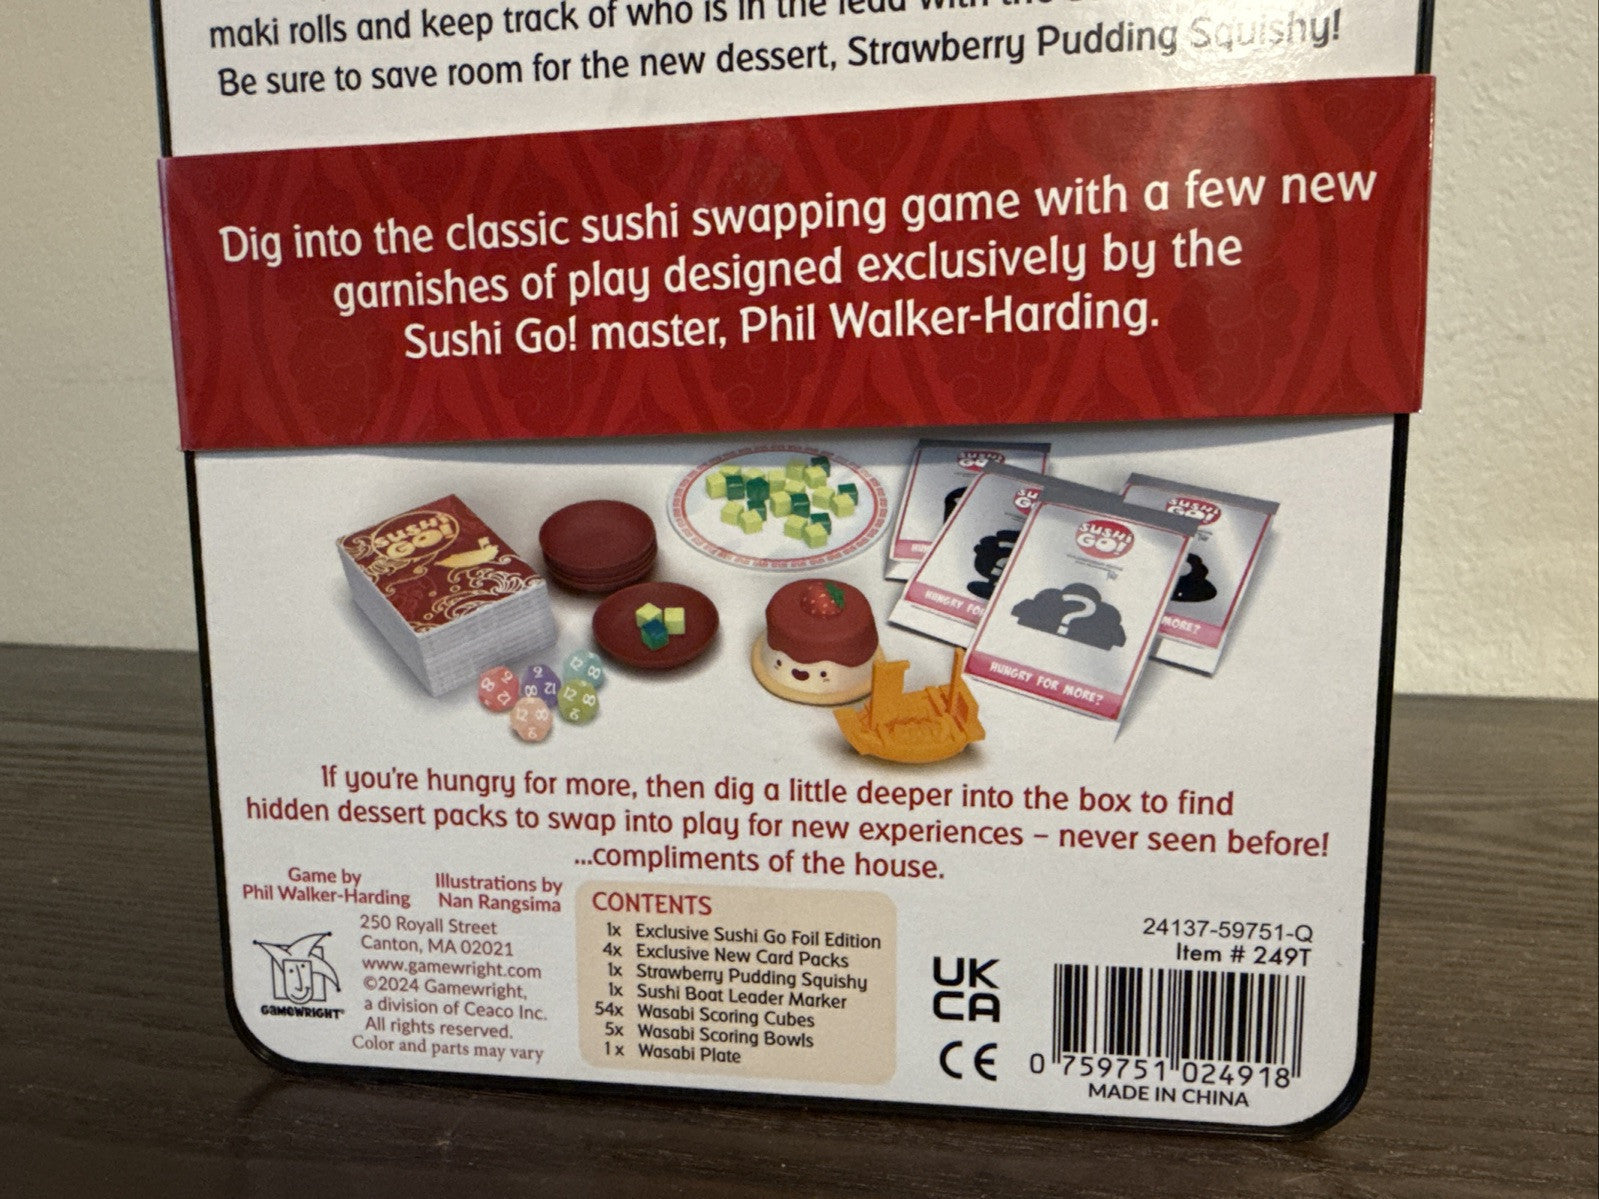 maki rolls and keep track of who is in the lead with the
Be sure to save room for the new dessert, Strawberry Pudding Squishy!
Dig into the classic sushi swapping game with a few new
garnishes of play designed exclusively by the
Sushi Go! master, Phil Walker-Harding.
SUSHI
GO!
SUSHI
GO!
SUSHI
GO!
HUNGRY FOR MORE?
MORE?
If you're hungry for more, then dig a little deeper into the box to find
hidden dessert packs to swap into play for new experiences – never seen before!
...compliments of the house.
Game by
Phil Walker-Harding
Illustrations by
Nan Rangsima
250 Royall Street
Canton, MA 02021
www.gamewright.com
©2024 Gamewright,
a division of Ceaco Inc.
All rights reserved.
Color and parts may vary
GAMEWRIGHT
CONTENTS
1x Exclusive Sushi Go Foil Edition
4x Exclusive New Card Packs
1x Strawberry Pudding Squishy
1x Sushi Boat Leader Marker
54x Wasabi Scoring Cubes
5x Wasabi Scoring Bowls
1x Wasabi Plate
UK
CA
CE
24137-59751-Q
Item # 249T
0 759751 024918
MADE IN CHINA